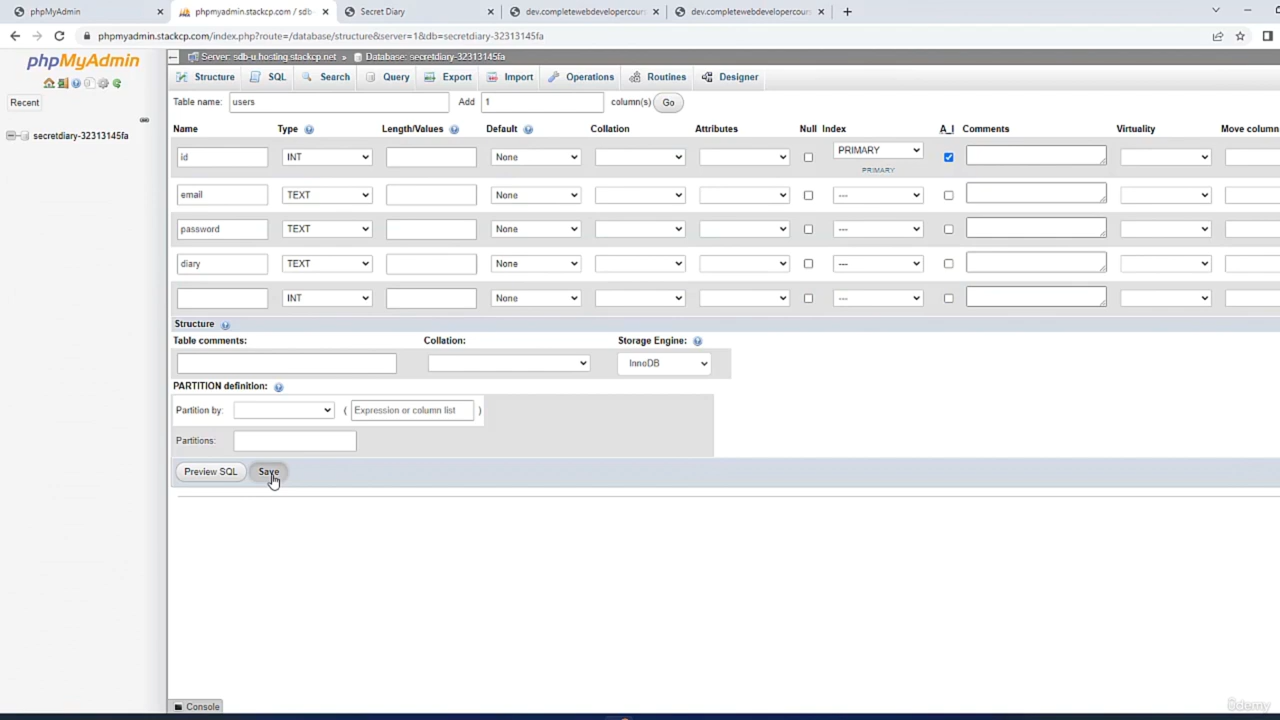 phpMyAdmin
phpmyadmin.stackcp.com / sdb-
Secret Diary
dev.completewebdevelopercour
dev.completewebdevelopercour
phpmyadmin.stackcp.com/index.php?route=/database/structure&server=1&db=secretdiary-32313145fa
phpMyAdmin
Recent
secretdiary-32313145fa
Server: sdb-u.hosting.stackcp.net » Database: secretdiary-32313145fa
Structure SQL Search Query Export Import Operations Routines Designer
Table name: users Add 1 column(s) Go
Name Type Length/Values Default Collation Attributes Null Index A_I Comments Virtuality Move column
id INT None PRIMARY
PRIMARY
email TEXT None ---
password TEXT None ---
diary TEXT None ---
INT None ---
Structure
Table comments: Collation: Storage Engine:
InnoDB
PARTITION definition:
Partition by: ( Expression or column list )
Partitions:
Preview SQL Save
Console
ûdemy